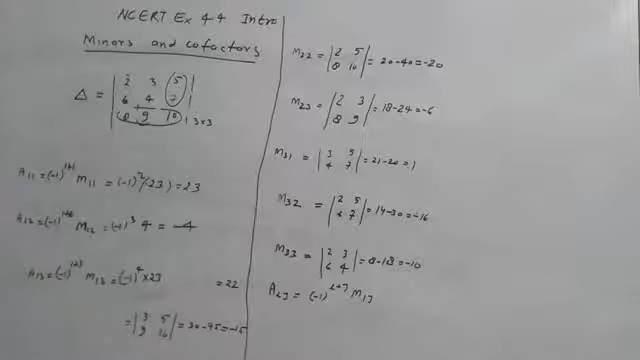 NCERT Ex 4.4 Intro
Minors and cofactors
Δ = | 2 3 5 |
| 6 4 7 |
| 8 9 10 | 3×3
A11 = (-1)^1+1 M11 = (-1)^2 (-23) = 23
A12 = (-1)^1+2 M12 = (-1)^3 4 = -4
A13 = (-1)^1+3 M13 = (-1)^4 ×23 = 22
= | 3 5 | = 30-45 = -15
| 9 10 |
M22 = | 2 5 | = 20-40 = -20
| 8 10 |
M23 = | 2 3 | = 18-24 = -6
| 8 9 |
M31 = | 3 5 | = 21-20 = 1
| 4 7 |
M32 = | 2 5 | = 14-30 = -16
| 6 7 |
M33 = | 2 3 | = 8-18 = -10
| 6 4 |
AiJ = (-1)^i+J MiJ